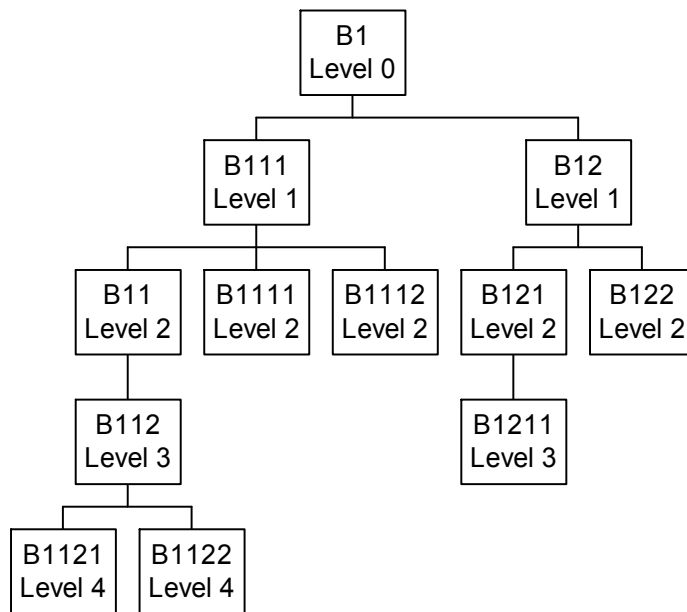 B1
Level 0
B111
Level 1
B12
Level 1
B11
Level 2
B1111
Level 2
B1112
Level 2
B121
Level 2
B122
Level 2
B112
Level 3
B1211
Level 3
B1121
Level 4
B1122
Level 4